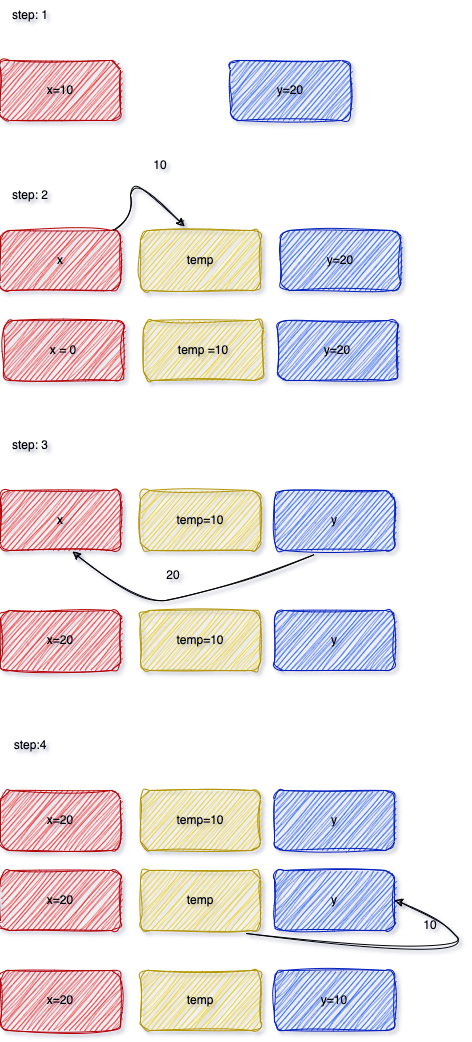 step: 1
x=10
y=20
10
step: 2
x
temp
y=20
x = 0
temp =10
y=20
step: 3
x
temp=10
y
20
x=20
temp=10
y
step:4
x=20
temp=10
y
x=20
temp
y
10
x=20
temp
y=10